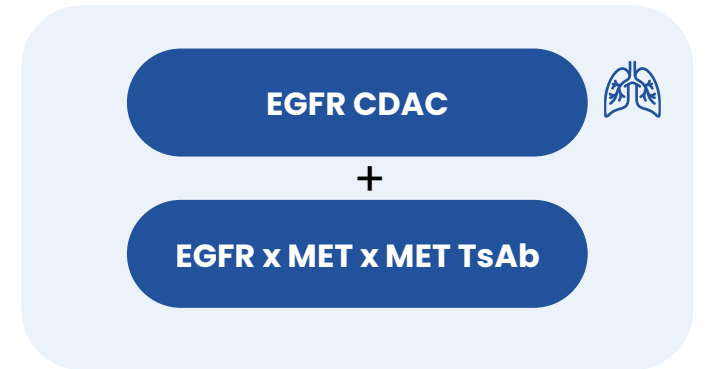 EGFR CDAC
+
EGFR x MET x MET TsAb